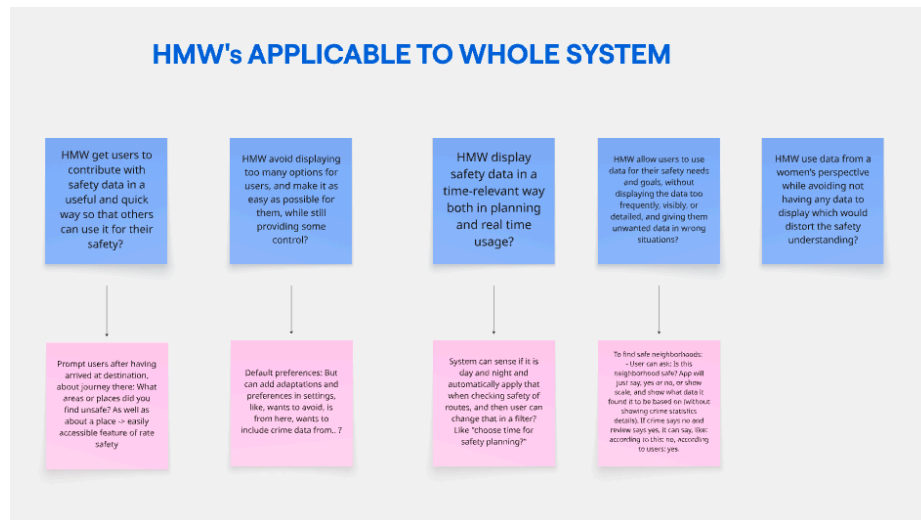 HMW's APPLICABLE TO WHOLE SYSTEM
HMW get users to
contribute with
safety data in a
useful and quick
way so that others
can use it for their
safety?
HMW avoid displaying
too many options for
users, and make it as
easy as possible for
them, while still
providing some
control?
HMW display
safety data in a
time-relevant way
both in planning
and real time
usage?
HMW allow users to use
data for their safety needs
and goals, without
displaying the data too
frequently, visibly, or
detailed, and giving them
unwanted data in wrong
situations?
HMW use data from a
women's perspective
while avoiding not
having any data to
display which would
distort the safety
understanding?
Prompt users after having
arrived at destination,
about journey there: What
areas or places did you
find unsafe? As well as
about a place -> easily
accessible feature of rate
safety
Default preferences: But
can add adaptations and
preferences in settings,
like, wants to avoid, is
from here, wants to
include crime data from.. ?
System can sense if it is
day and night and
automatically apply that
when checking safety of
routes, and then user can
change that in a filter?
Like "choose time for
safety planning?"
To find safe neighborhoods:
- User can ask: Is this
neighborhood safe? App will
just say, yes or no, or show
scale, and show what data it
found it to be based on (without
showing crime statistics
details). If crime says no and
review says yes, it can say, like:
according to this: no, according
to users: yes.